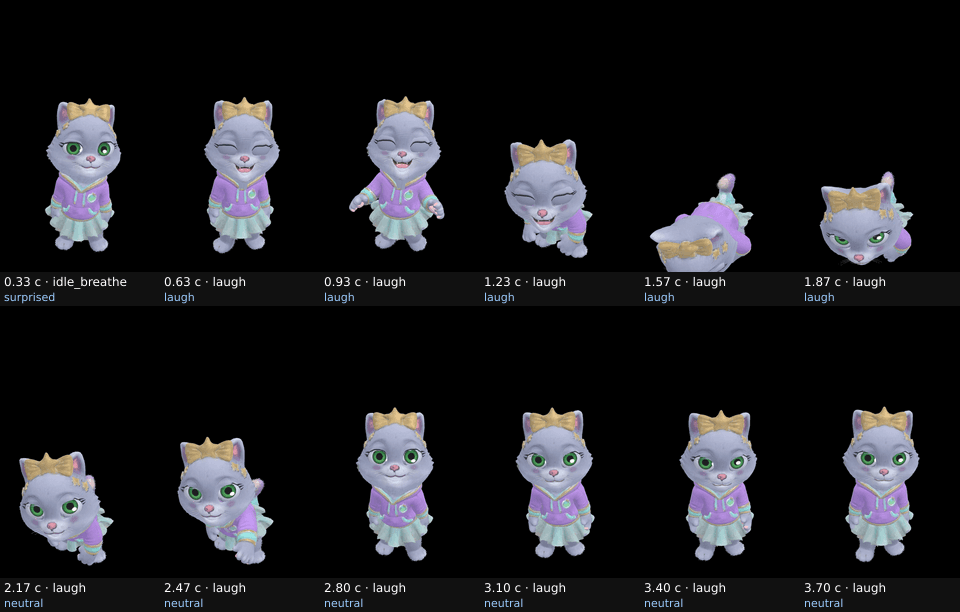 0.33 с · idle_breathe
surprised
0.63 с · laugh
laugh
0.93 с · laugh
laugh
1.23 с · laugh
laugh
1.57 с · laugh
laugh
1.87 с · laugh
laugh
2.17 с · laugh
neutral
2.47 с · laugh
neutral
2.80 с · laugh
neutral
3.10 с · laugh
neutral
3.40 с · laugh
neutral
3.70 с · laugh
neutral